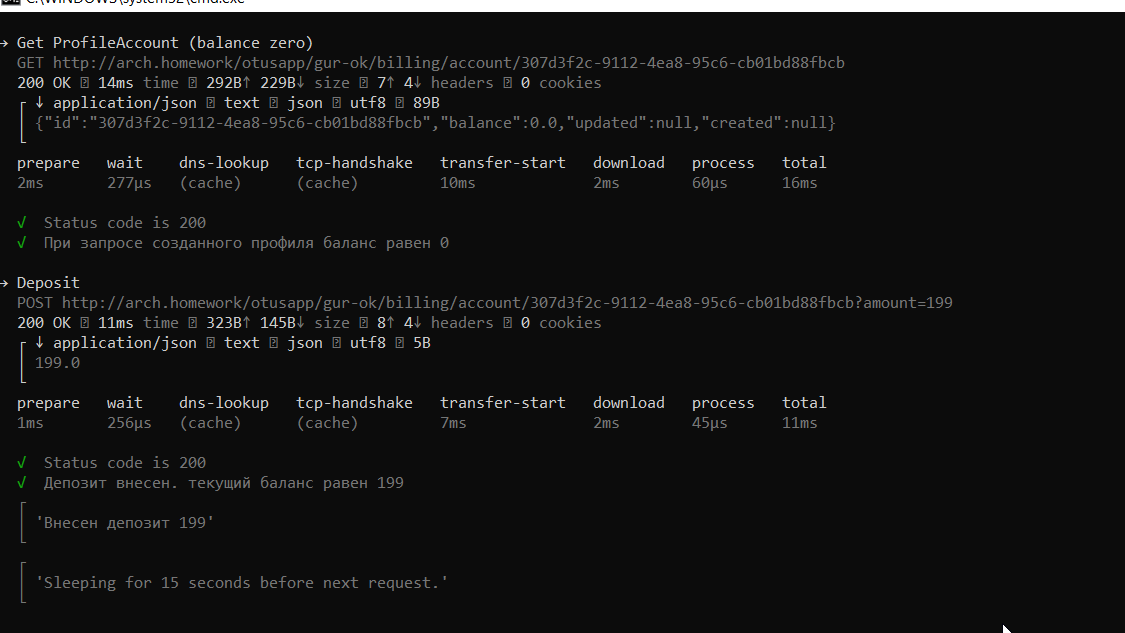 C:\WINDOWS\system32\cmd.exe
→ Get ProfileAccount (balance zero)
GET http://arch.homework/otusapp/gur-ok/billing/account/307d3f2c-9112-4ea8-95c6-cb01bd88fbcb
200 OK ⍰ 14ms time ⍰ 292B↑ 229B↓ size ⍰ 7↑ 4↓ headers ⍰ 0 cookies
↓ application/json ⍰ text ⍰ json ⍰ utf8 ⍰ 89B
{"id":"307d3f2c-9112-4ea8-95c6-cb01bd88fbcb","balance":0.0,"updated":null,"created":null}
prepare wait dns-lookup tcp-handshake transfer-start download process total
2ms 277µs (cache) (cache) 10ms 2ms 60µs 16ms
√ Status code is 200
√ При запросе созданного профиля баланс равен 0
→ Deposit
POST http://arch.homework/otusapp/gur-ok/billing/account/307d3f2c-9112-4ea8-95c6-cb01bd88fbcb?amount=199
200 OK ⍰ 11ms time ⍰ 323B↑ 145B↓ size ⍰ 8↑ 4↓ headers ⍰ 0 cookies
↓ application/json ⍰ text ⍰ json ⍰ utf8 ⍰ 5B
199.0
prepare wait dns-lookup tcp-handshake transfer-start download process total
1ms 256µs (cache) (cache) 7ms 2ms 45µs 11ms
√ Status code is 200
√ Депозит внесен. текущий баланс равен 199
'Внесен депозит 199'
'Sleeping for 15 seconds before next request.'